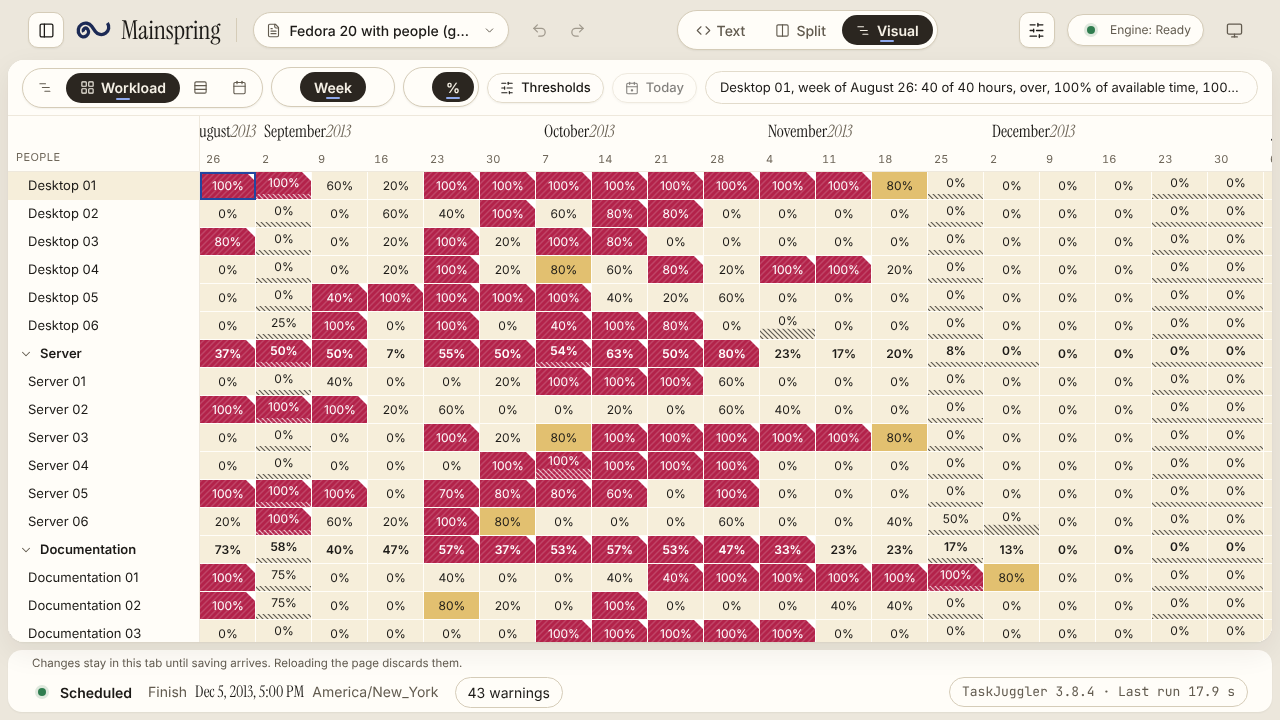 Mainspring
Fedora 20 with people (g...
Text Split Visual
Engine: Ready
Workload Week % Thresholds Today
Desktop 01, week of August 26: 40 of 40 hours, over, 100% of available time, 100...
ugust 2013 September 2013 October 2013 November 2013 December 2013
PEOPLE 26 2 9 16 23 30 7 14 21 28 4 11 18 25 2 9 16 23 30
Desktop 01 100% 100% 60% 20% 100% 100% 100% 100% 100% 100% 100% 100% 80% 0% 0% 0% 0% 0% 0%
Desktop 02 0% 0% 0% 60% 40% 100% 60% 80% 80% 0% 0% 0% 0% 0% 0% 0% 0% 0% 0%
Desktop 03 80% 0% 0% 20% 100% 20% 100% 80% 0% 0% 0% 0% 0% 0% 0% 0% 0% 0% 0%
Desktop 04 0% 0% 0% 20% 100% 20% 80% 60% 80% 20% 100% 100% 20% 0% 0% 0% 0% 0% 0%
Desktop 05 0% 0% 40% 100% 100% 100% 100% 40% 20% 60% 0% 0% 0% 0% 0% 0% 0% 0% 0%
Desktop 06 0% 25% 100% 0% 100% 0% 40% 100% 80% 0% 0% 0% 0% 0% 0% 0% 0% 0% 0%
Server 37% 50% 50% 7% 55% 50% 54% 63% 50% 80% 23% 17% 20% 8% 0% 0% 0% 0% 0%
Server 01 0% 0% 40% 0% 0% 20% 100% 100% 100% 60% 0% 0% 0% 0% 0% 0% 0% 0% 0%
Server 02 100% 100% 100% 20% 60% 0% 0% 20% 0% 60% 40% 0% 0% 0% 0% 0% 0% 0% 0%
Server 03 0% 0% 0% 0% 100% 20% 80% 100% 100% 100% 100% 100% 80% 0% 0% 0% 0% 0% 0%
Server 04 0% 0% 0% 0% 0% 100% 100% 100% 100% 100% 0% 0% 0% 0% 0% 0% 0% 0% 0%
Server 05 100% 100% 100% 0% 70% 80% 80% 60% 0% 100% 0% 0% 0% 0% 0% 0% 0% 0% 0%
Server 06 20% 100% 60% 20% 100% 80% 0% 0% 0% 60% 0% 0% 40% 50% 0% 0% 0% 0% 0%
Documentation 73% 58% 40% 47% 57% 37% 53% 57% 53% 47% 33% 23% 23% 17% 13% 0% 0% 0% 0%
Documentation 01 100% 75% 0% 0% 40% 0% 0% 40% 40% 100% 100% 100% 100% 100% 80% 0% 0% 0% 0%
Documentation 02 100% 75% 0% 0% 80% 20% 0% 100% 0% 0% 0% 40% 40% 0% 0% 0% 0% 0% 0%
Documentation 03 0% 0% 0% 0% 0% 0% 100% 100% 100% 100% 100% 0% 0% 0% 0% 0% 0% 0% 0%
Changes stay in this tab until saving arrives. Reloading the page discards them.
Scheduled Finish Dec 5, 2013, 5:00 PM America/New_York 43 warnings
TaskJuggler 3.8.4 · Last run 17.9 s